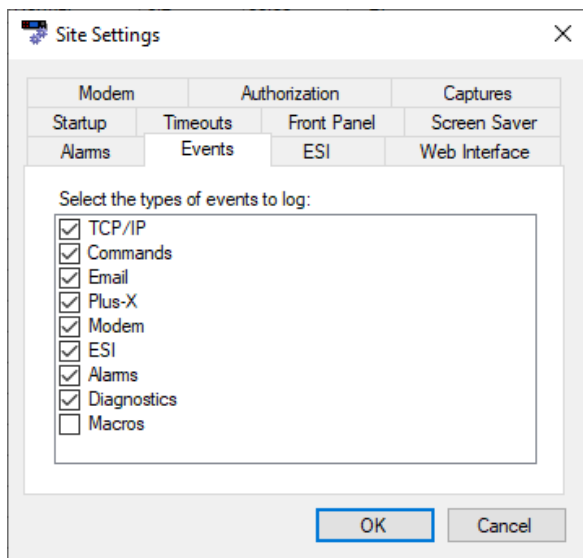 Site Settings
Modem Authorization Captures
Startup Timeouts Front Panel Screen Saver
Alarms Events ESI Web Interface
Select the types of events to log:
TCP/IP
Commands
Email
Plus-X
Modem
ESI
Alarms
Diagnostics
Macros
OK Cancel